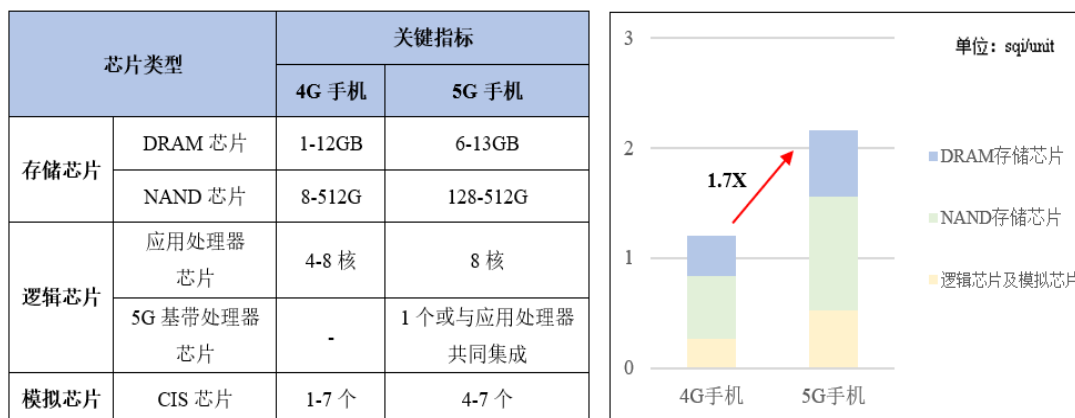 芯片类型
关键指标
4G 手机
5G 手机
存储芯片
DRAM 芯片
1-12GB
6-13GB
NAND 芯片
8-512G
128-512G
逻辑芯片
应用处理器
芯片
4-8 核
8 核
5G 基带处理器
芯片
-
1 个或与应用处理器
共同集成
模拟芯片
CIS 芯片
1-7 个
4-7 个
单位：sqi/unit
3
2
1
0
1.7X
4G手机
5G手机
DRAM存储芯片
NAND存储芯片
逻辑芯片及模拟芯片